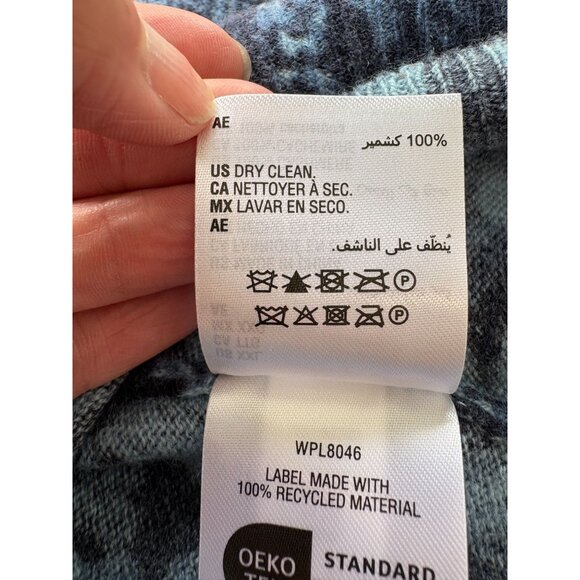 AE
100% كشمير
US DRY CLEAN.
CA NETTOYER À SEC.
MX LAVAR EN SECO.
AE
يُنظّف على الناشف.
P
P
WPL8046
LABEL MADE WITH
100% RECYCLED MATERIAL
OEKO
STANDARD